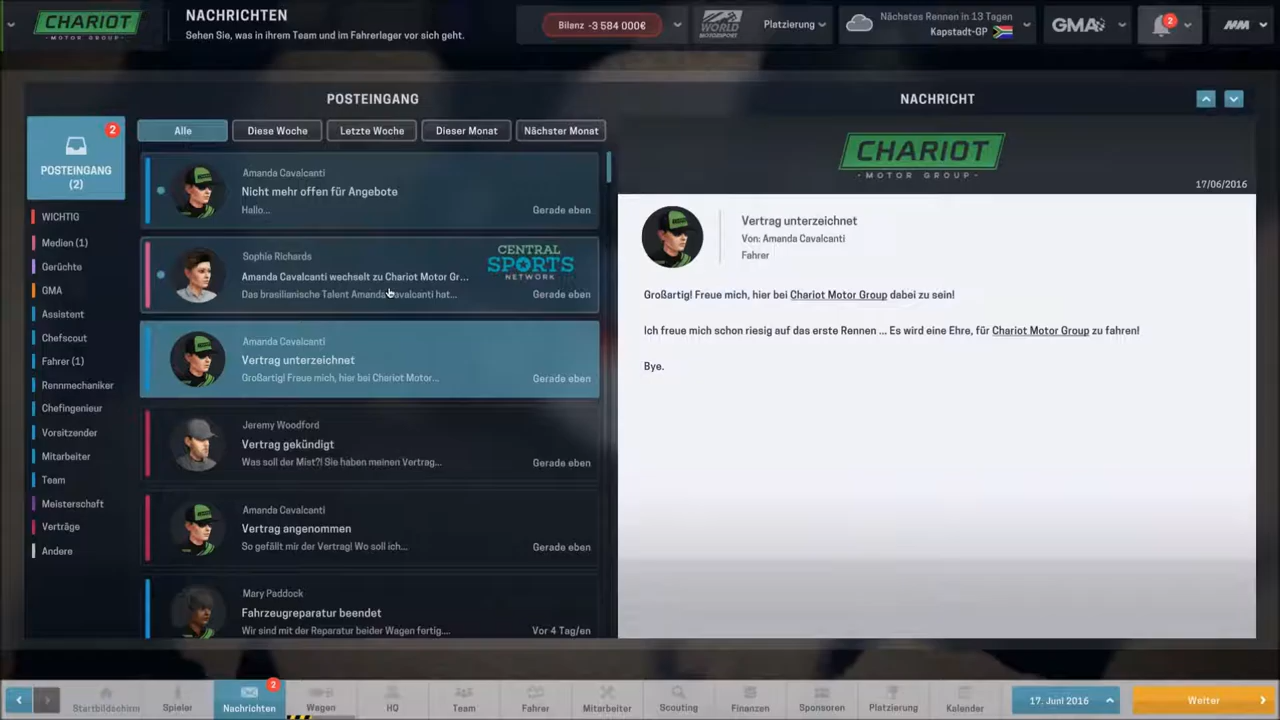 CHARIOT
MOTOR GROUP
NACHRICHTEN
Sehen Sie, was in ihrem Team und im Fahrerlager vor sich geht.
Bilanz -3 584 000€
WORLD
MOTORSPORT
Platzierung
Nächstes Rennen in 13 Tagen
Kapstadt-GP
GMA
2
POSTEINGANG
NACHRICHT
2
POSTEINGANG
(2)
WICHTIG
Medien (1)
Gerüchte
GMA
Assistent
Chefscout
Fahrer (1)
Rennmechaniker
Chefingenieur
Vorsitzender
Mitarbeiter
Team
Meisterschaft
Verträge
Andere
Alle
Diese Woche
Letzte Woche
Dieser Monat
Nächster Monat
Amanda Cavalcanti
Nicht mehr offen für Angebote
Hallo...
Gerade eben
Sophie Richards
Amanda Cavalcanti wechselt zu Chariot Motor Gr...
Das brasilianische Talent Amanda Cavalcanti hat...
CENTRAL
SPORTS
NETWORK
Gerade eben
Amanda Cavalcanti
Vertrag unterzeichnet
Großartig! Freue mich, hier bei Chariot Motor...
Gerade eben
Jeremy Woodford
Vertrag gekündigt
Was soll der Mist?! Sie haben meinen Vertrag...
Gerade eben
Amanda Cavalcanti
Vertrag angenommen
So gefällt mir der Vertrag! Wo soll ich...
Gerade eben
Mary Paddock
Fahrzeugreparatur beendet
Wir sind mit der Reparatur beider Wagen fertig....
Vor 4 Tag/en
CHARIOT
MOTOR GROUP
17/06/2016
Vertrag unterzeichnet
Von: Amanda Cavalcanti
Fahrer
Großartig! Freue mich, hier bei Chariot Motor Group dabei zu sein!
Ich freue mich schon riesig auf das erste Rennen ... Es wird eine Ehre, für Chariot Motor Group zu fahren!
Bye.
Startbildschirm
Spieler
2
Nachrichten
Wagen
HQ
Team
Fahrer
Mitarbeiter
Scouting
Finanzen
Sponsoren
Platzierung
Kalender
17. Juni 2016
Weiter